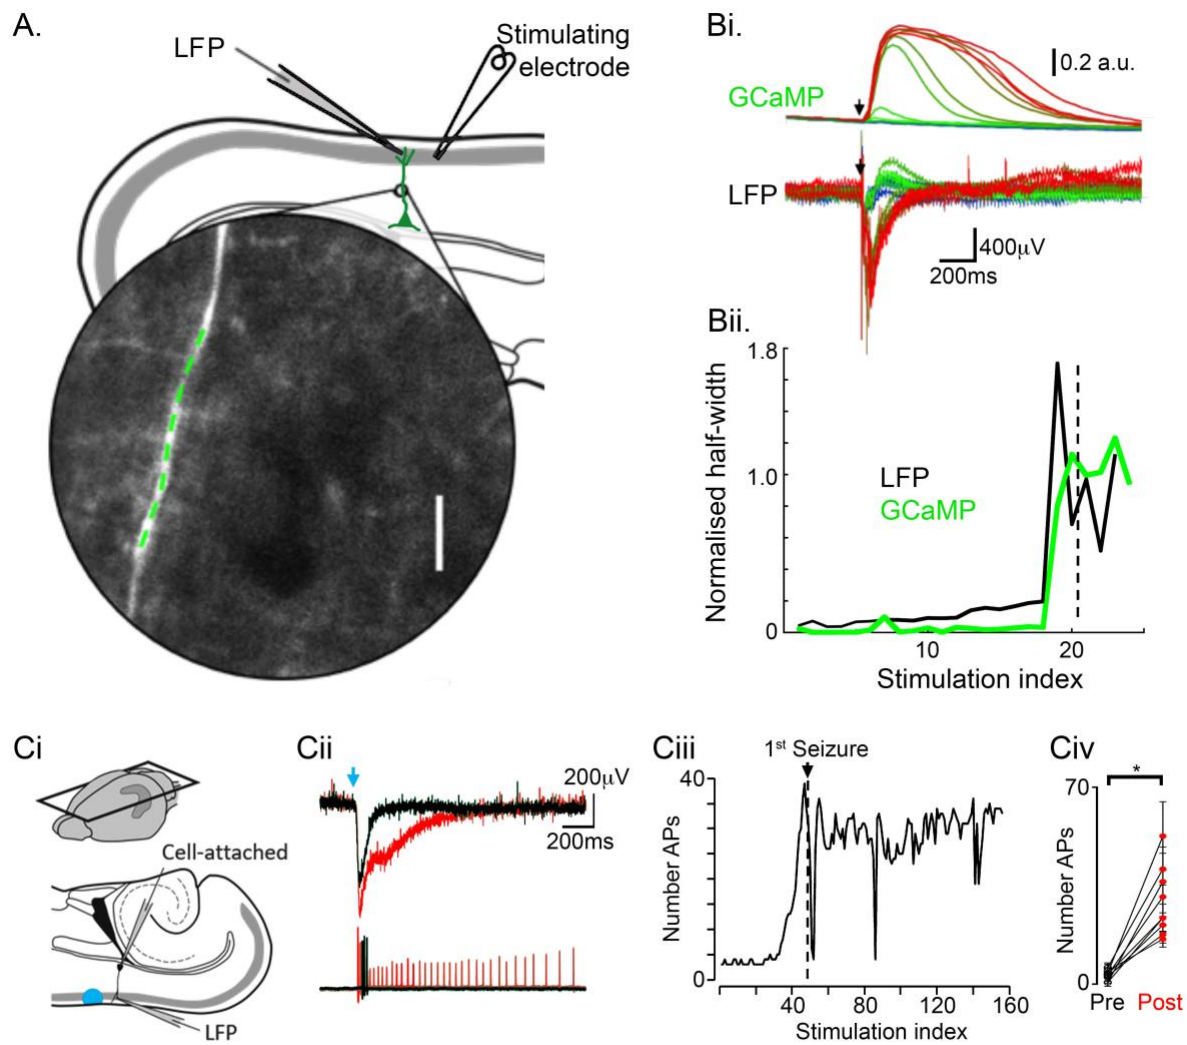 A.
LFP
Stimulating
electrode
Bi.
0.2 a.u.
GCaMP
LFP
400µV
200ms
Bii.
Normalised half-width
1.8
1.0
0
LFP
GCaMP
10
20
Stimulation index
Ci
Cell-attached
LFP
Cii
200µV
200ms
Ciii
1st Seizure
Number APs
40
0
40
80
120
160
Stimulation index
Civ
*
Number APs
70
0
Pre
Post